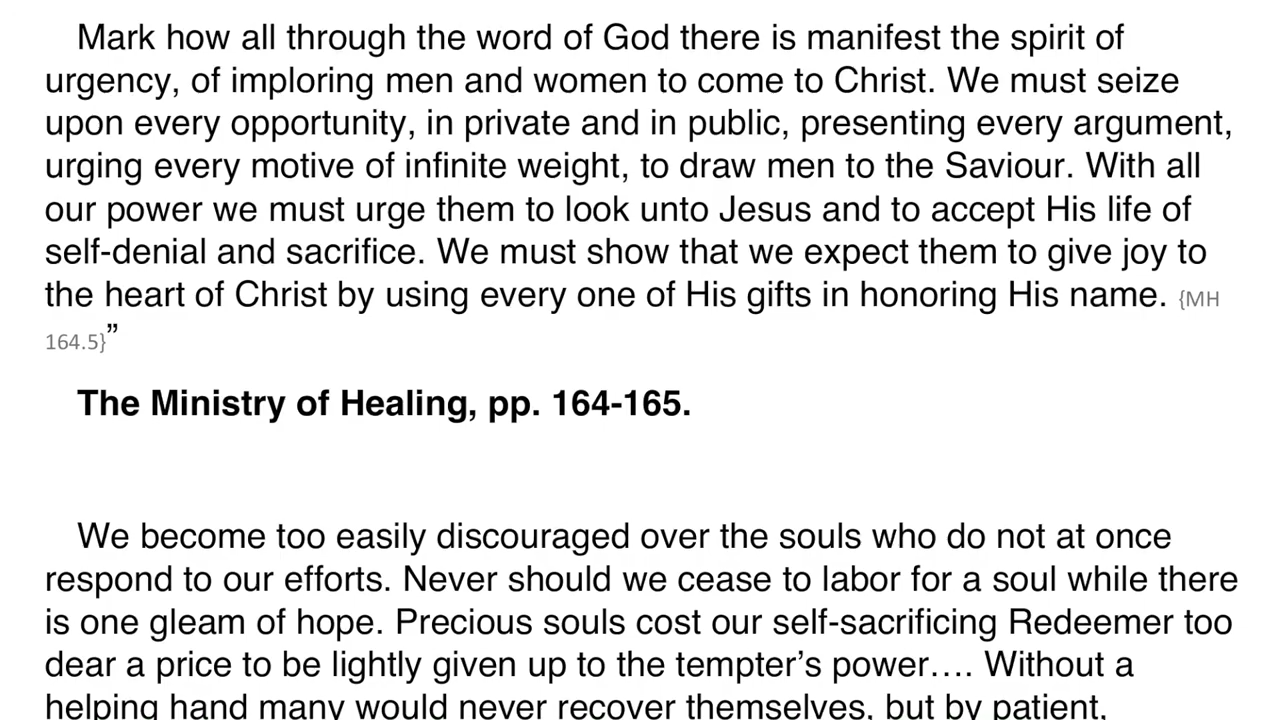 Mark how all through the word of God there is manifest the spirit of
urgency, of imploring men and women to come to Christ. We must seize
upon every opportunity, in private and in public, presenting every argument,
urging every motive of infinite weight, to draw men to the Saviour. With all
our power we must urge them to look unto Jesus and to accept His life of
self-denial and sacrifice. We must show that we expect them to give joy to
the heart of Christ by using every one of His gifts in honoring His name. {MH
164.5}”
The Ministry of Healing, pp. 164-165.
We become too easily discouraged over the souls who do not at once
respond to our efforts. Never should we cease to labor for a soul while there
is one gleam of hope. Precious souls cost our self-sacrificing Redeemer too
dear a price to be lightly given up to the tempter’s power…. Without a
helping hand many would never recover themselves, but by patient,